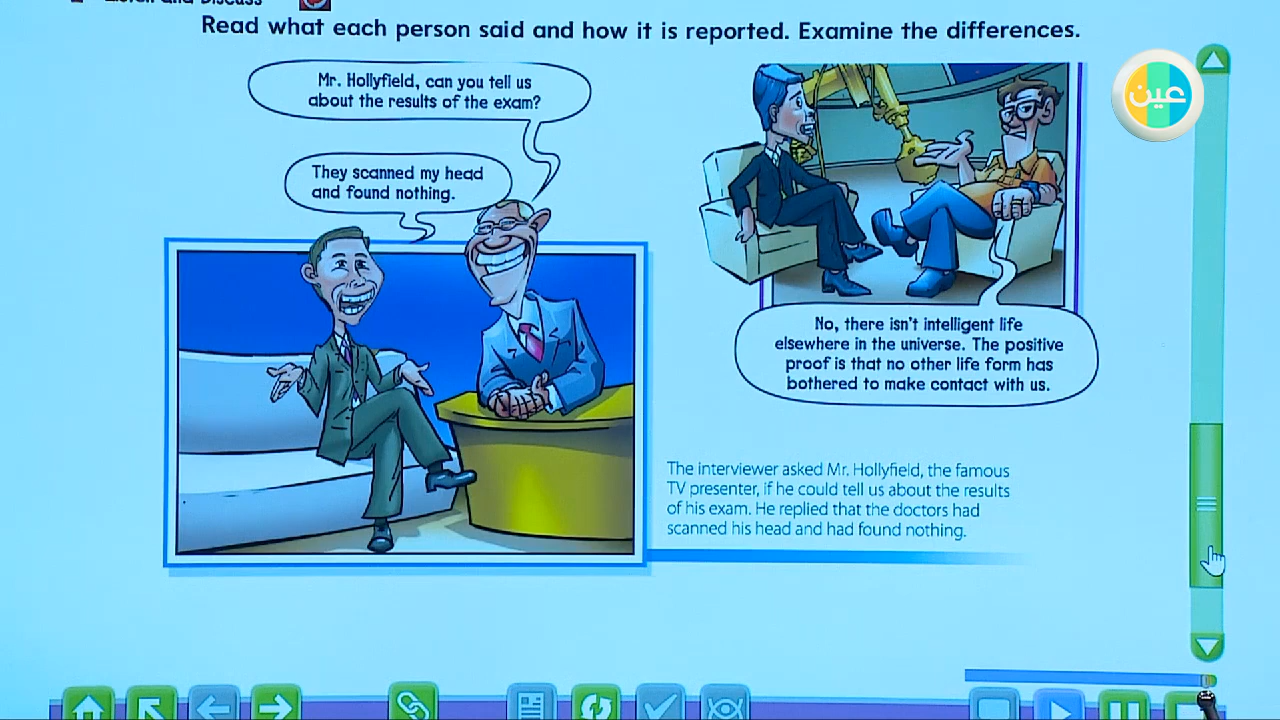 Listen and Discuss
Read what each person said and how it is reported. Examine the differences.
Mr. Hollyfield, can you tell us
about the results of the exam?
They scanned my head
and found nothing.
No, there isn't intelligent life
elsewhere in the universe. The positive
proof is that no other life form has
bothered to make contact with us.
The interviewer asked Mr. Hollyfield, the famous
TV presenter, if he could tell us about the results
of his exam. He replied that the doctors had
scanned his head and had found nothing.
عين